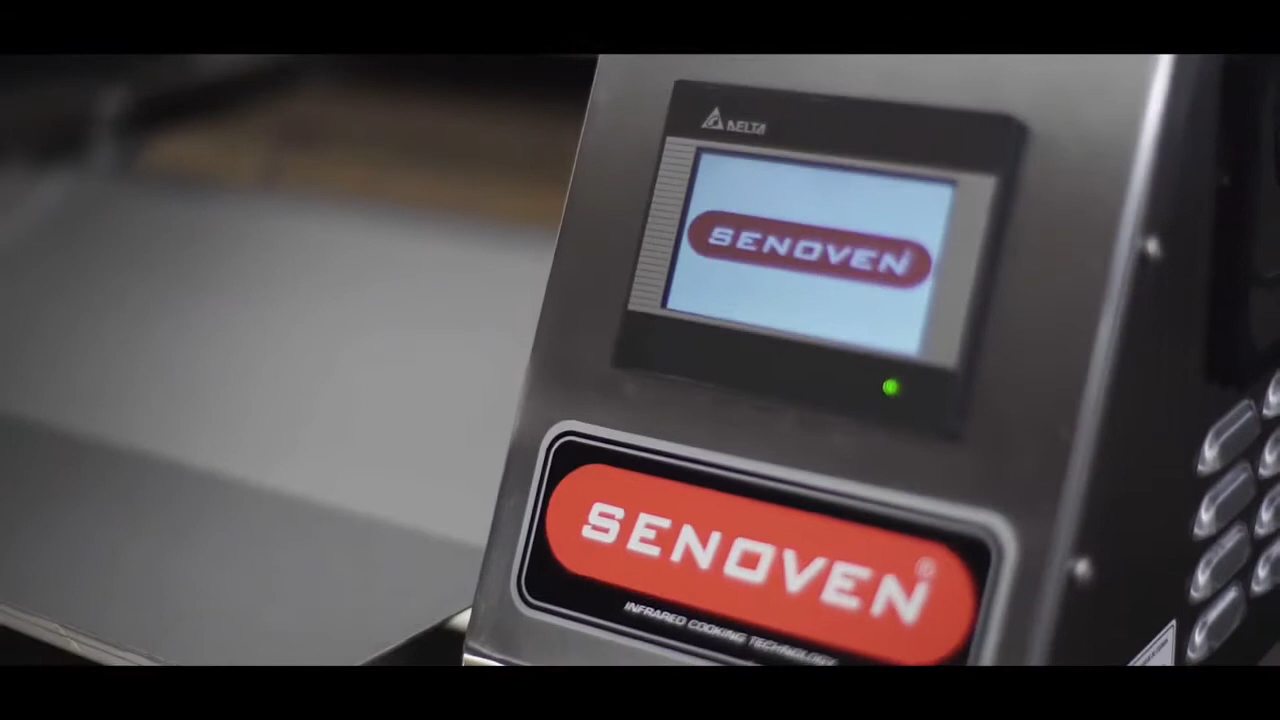 DELTA
SENOVEN
SENOVEN®
INFRARED COOKING TECHNOLOGY